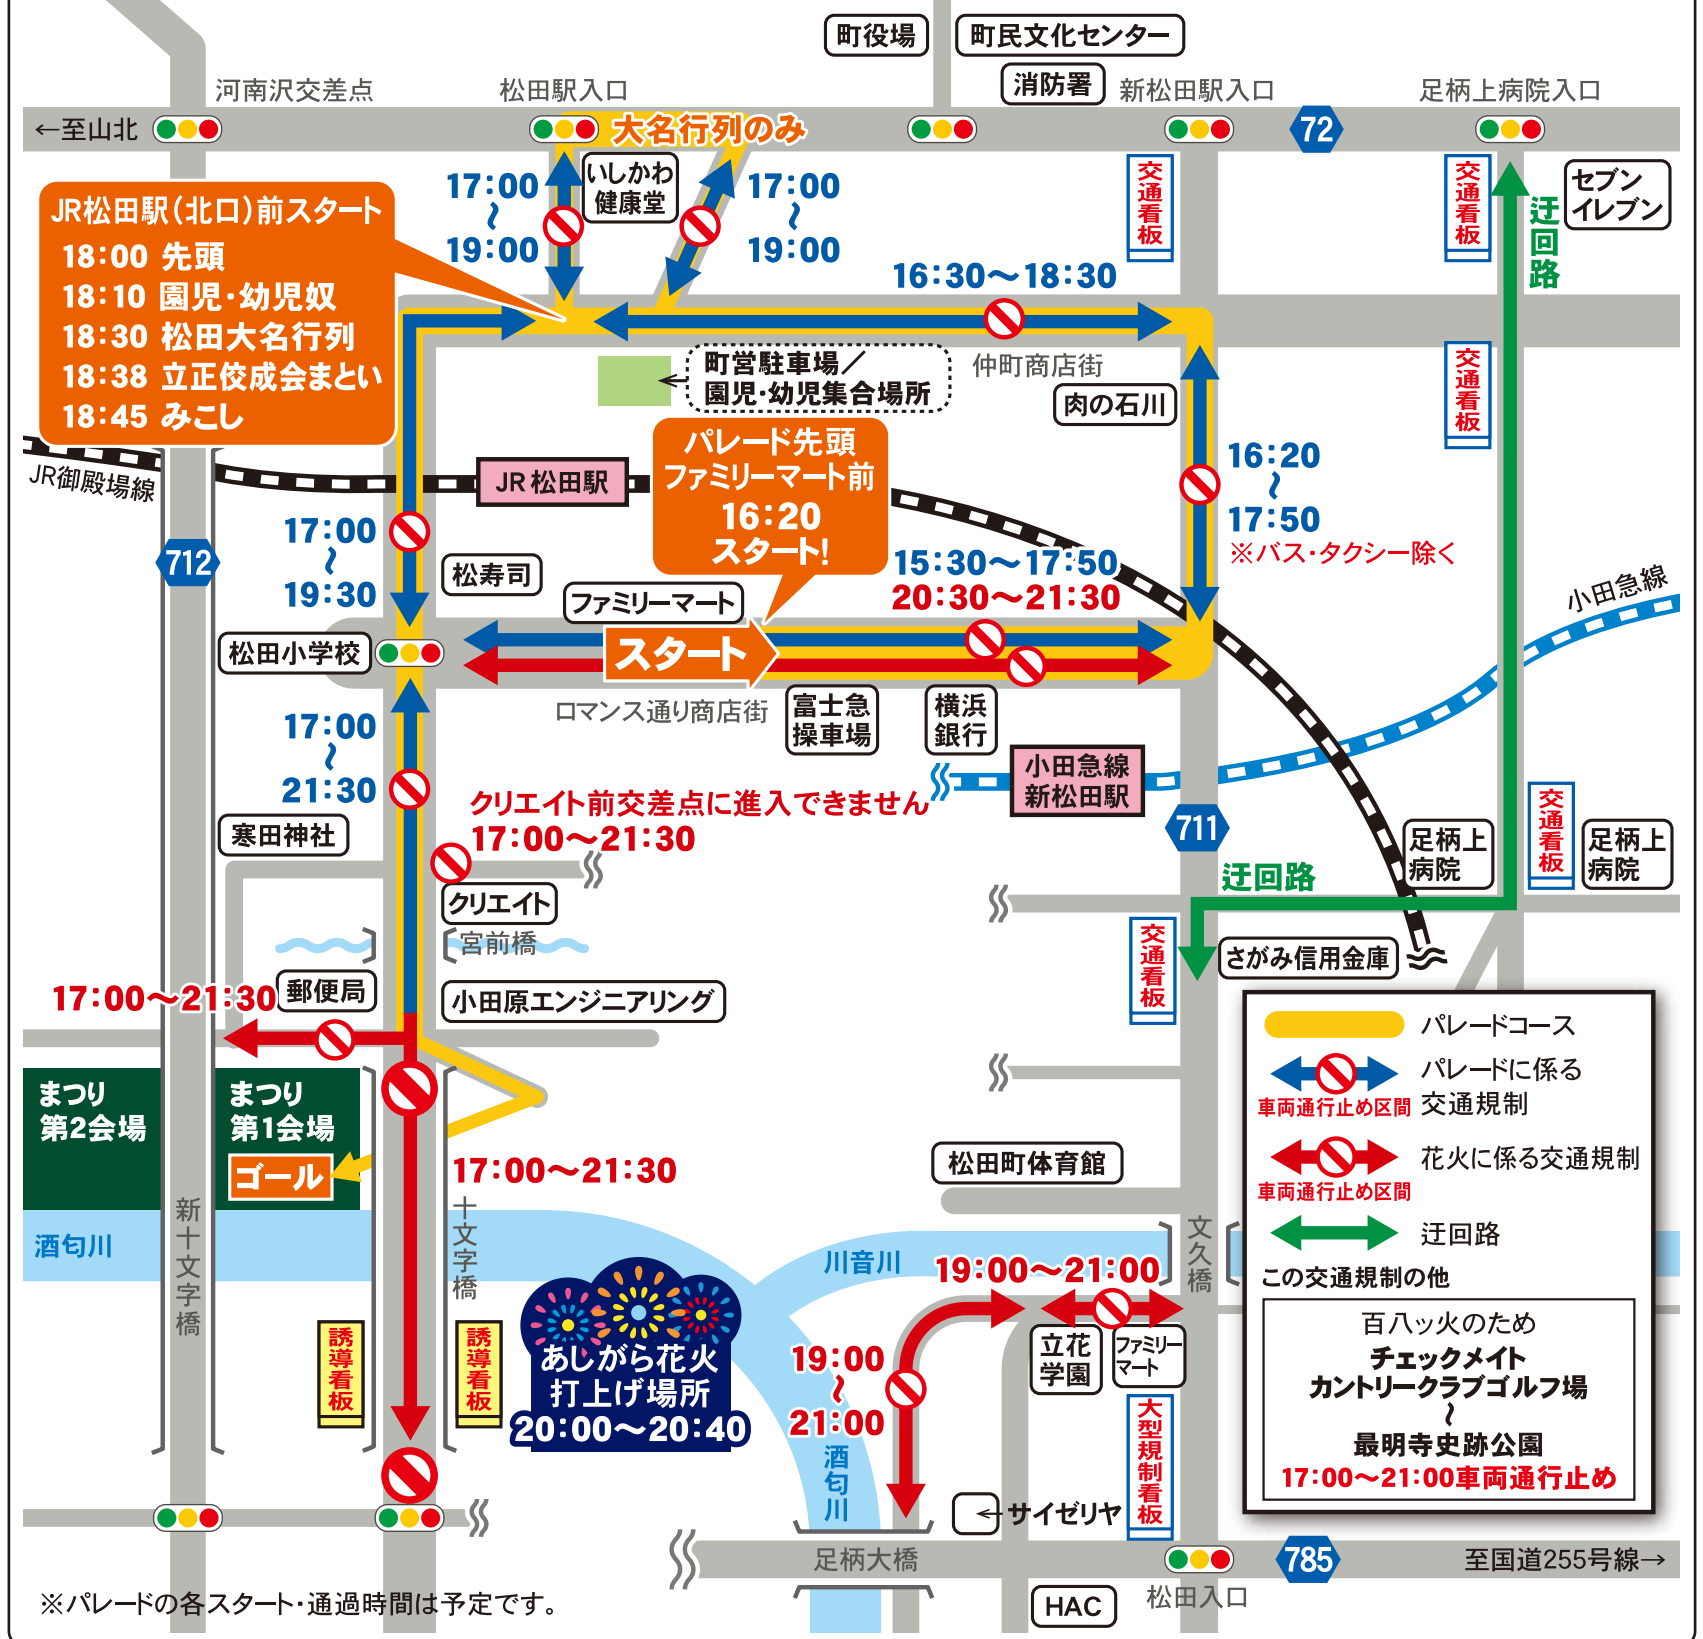 町役場
町民文化センター
消防署
河南沢交差点
松田駅入口
新松田駅入口
足柄上病院入口
←至山北
大名行列のみ
72
いしかわ
健康堂
17:00
〜
19:00
17:00
〜
19:00
交通看板
交通看板
セブン
イレブン
迂回路
JR松田駅(北口)前スタート
18:00 先頭
18:10 園児・幼児奴
18:30 松田大名行列
18:38 立正佼成会まとい
18:45 みこし
16:30〜18:30
町営駐車場／
園児・幼児集合場所
←
仲町商店街
肉の石川
交通看板
JR御殿場線
JR松田駅
パレード先頭
ファミリーマート前
16:20
スタート!
16:20
〜
17:50
※バス・タクシー除く
712
17:00
〜
19:30
松寿司
ファミリーマート
15:30〜17:50
20:30〜21:30
小田急線
松田小学校
スタート
ロマンス通り商店街
富士急
操車場
横浜
銀行
17:00
〜
21:30
小田急線
新松田駅
クリエイト前交差点に進入できません
17:00〜21:30
寒田神社
711
足柄上
病院
交通看板
足柄上
病院
迂回路
クリエイト
宮前橋
交通看板
さがみ信用金庫
郵便局
17:00〜21:30
小田原エンジニアリング
まつり
第2会場
まつり
第1会場
ゴール
17:00〜21:30
松田町体育館
新十文字橋
十文字橋
文久橋
酒匂川
川音川
19:00〜21:00
誘導看板
誘導看板
あしがら花火
打上げ場所
20:00〜20:40
19:00
〜
21:00
立花
学園
ファミリー
マート
大型規制看板
酒匂川
←サイゼリヤ
足柄大橋
785
至国道255号線→
松田入口
HAC
パレードコース
パレードに係る
交通規制
車両通行止め区間
花火に係る交通規制
車両通行止め区間
迂回路
この交通規制の他
百八ッ火のため
チェックメイト
カントリークラブゴルフ場
〜
最明寺史跡公園
17:00〜21:00車両通行止め
※パレードの各スタート・通過時間は予定です。